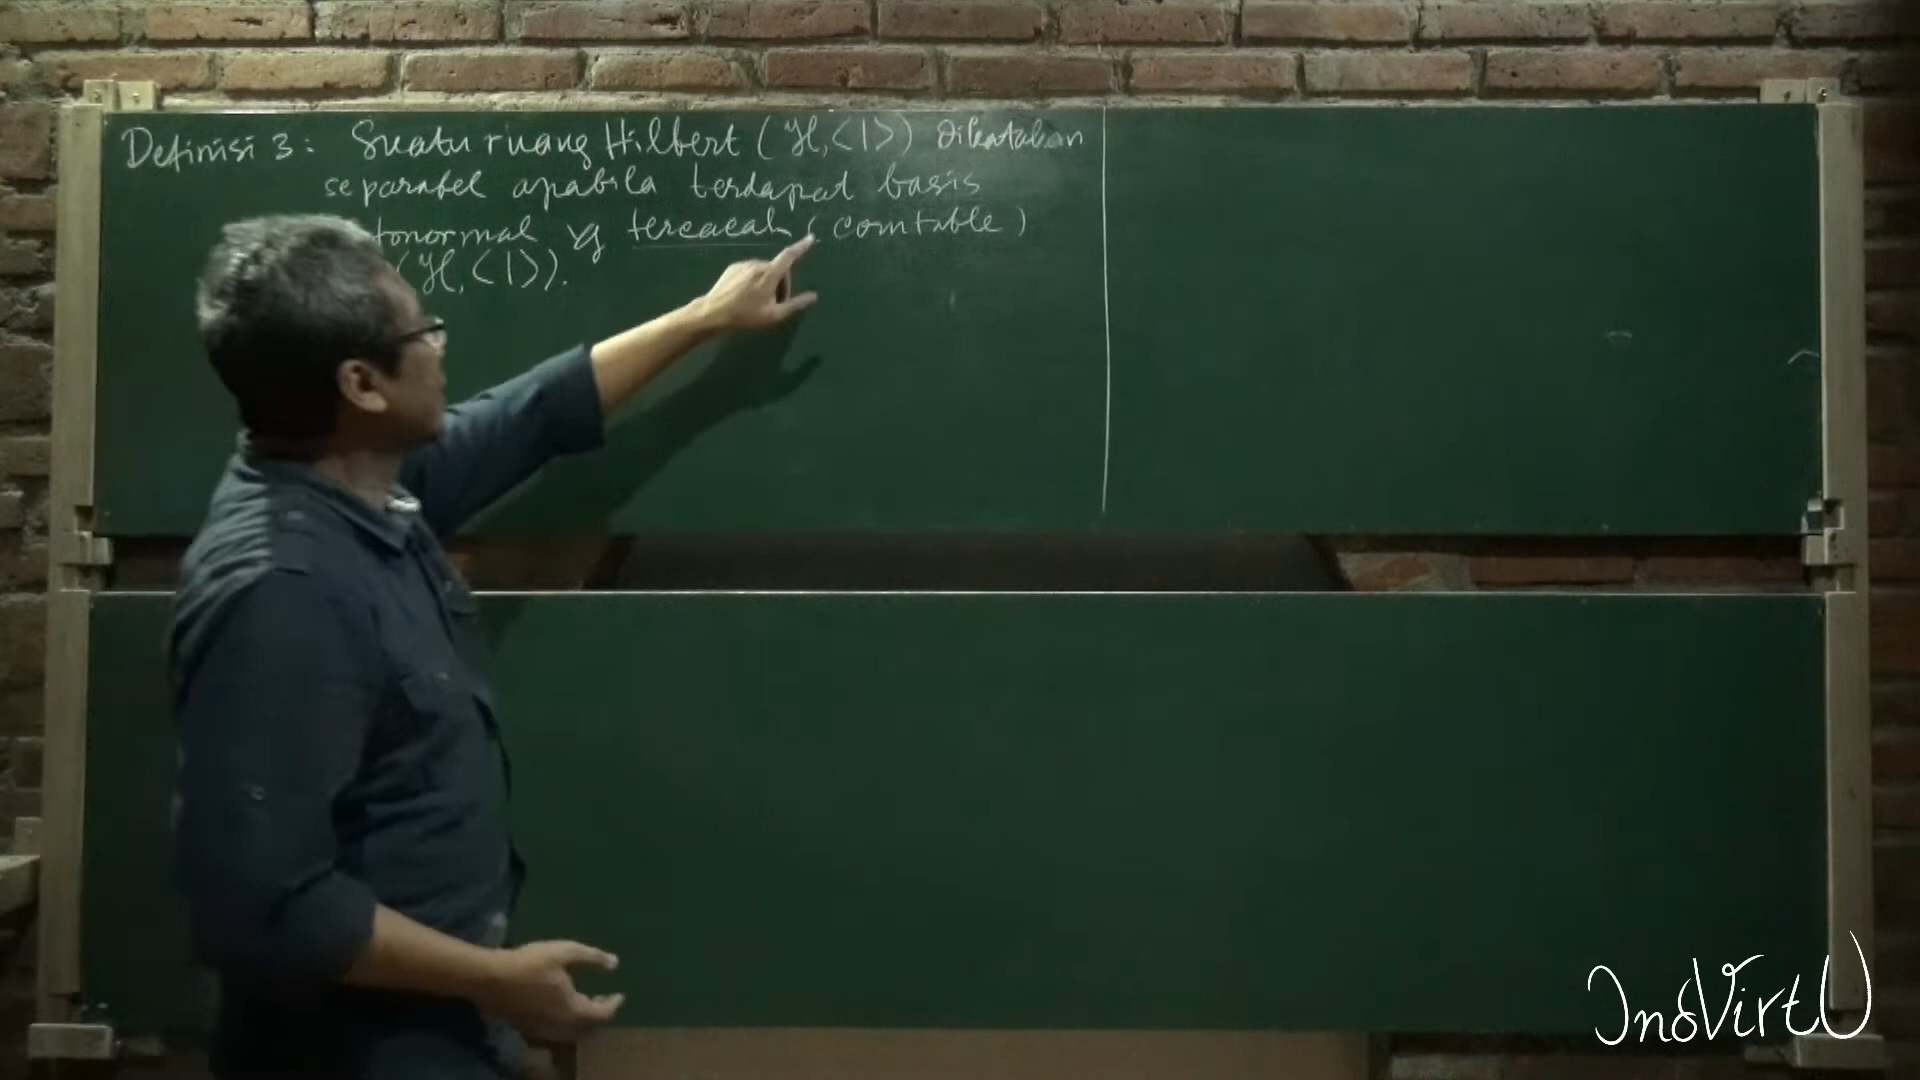 Definisi 3: Suatu ruang Hilbert (ℋ,<|>) dikatakan
separabel apabila terdapat basis
tonormal yg tercacah (countable)
(ℋ,<|>).
InoVirtU